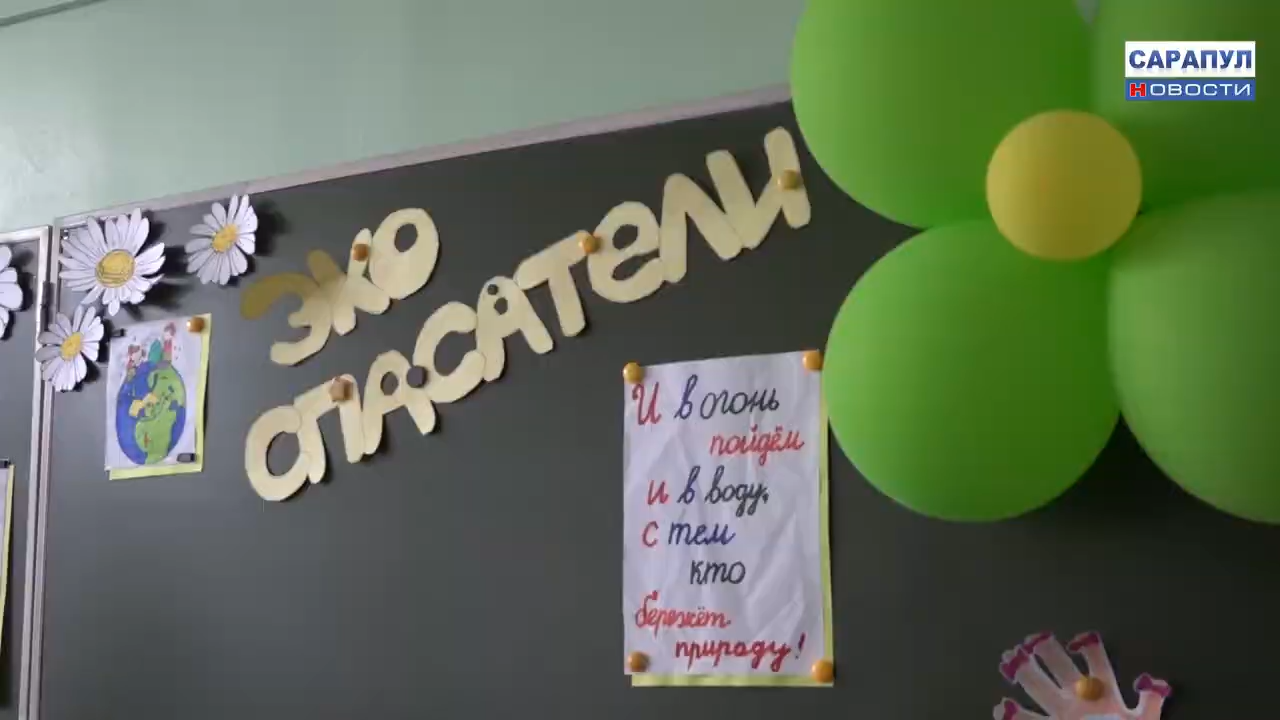 САРАПУЛ
НОВОСТИ
ЭКО
СПАСАТЕЛИ
И в огонь
пойдём
и в воду,
с тем
кто
бережёт
природу!